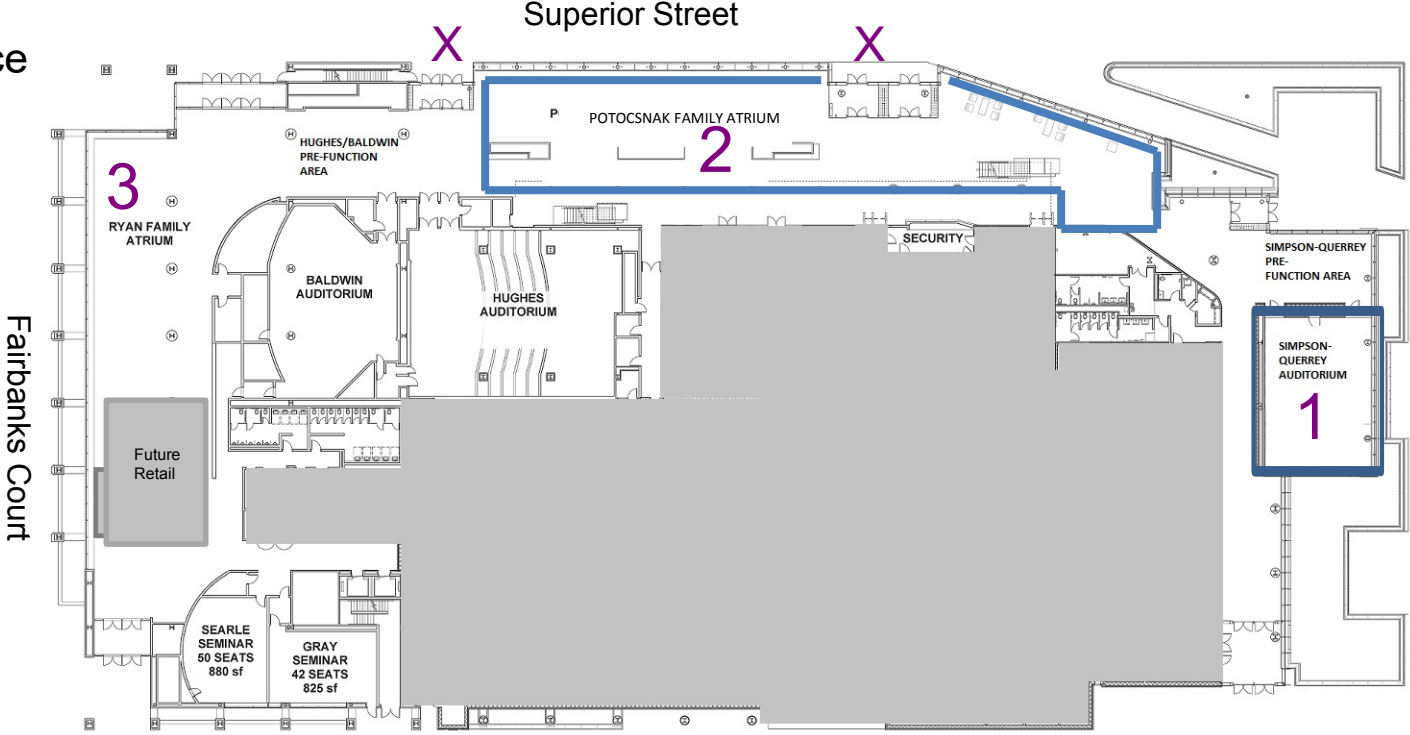 Superior Street
ce
X
X
P
POTOCSNAK FAMILY ATRIUM
2
HUGHES/BALDWIN
PRE-FUNCTION
AREA
3
RYAN FAMILY
ATRIUM
SECURITY
SIMPSON-QUERREY
PRE-
FUNCTION AREA
BALDWIN
AUDITORIUM
HUGHES
AUDITORIUM
SIMPSON-
QUERREY
AUDITORIUM
1
Fairbanks Court
Future
Retail
SEARLE
SEMINAR
50 SEATS
880 sf
GRAY
SEMINAR
42 SEATS
825 sf